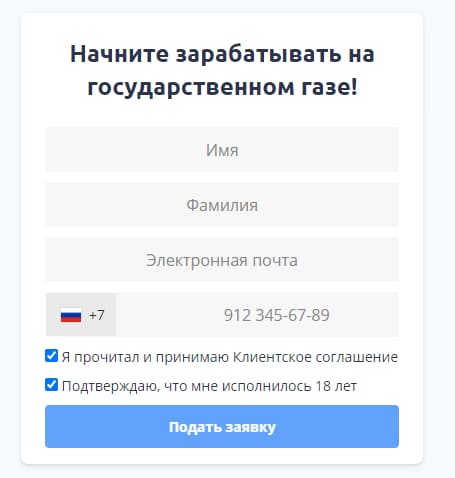 Начните зарабатывать на
государственном газе!
Имя
Фамилия
Электронная почта
+7 912 345-67-89
Я прочитал и принимаю Клиентское соглашение
Подтверждаю, что мне исполнилось 18 лет
Подать заявку